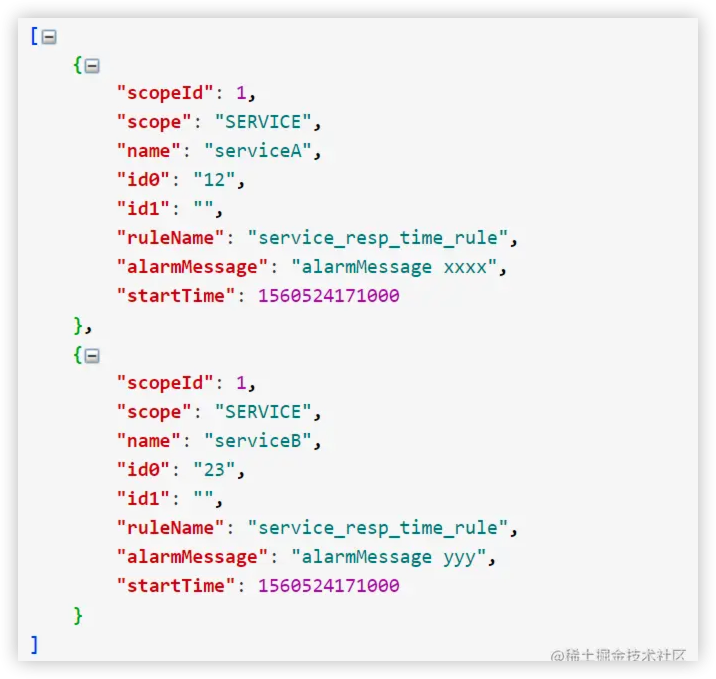 [
{
"scopeId": 1,
"scope": "SERVICE",
"name": "serviceA",
"id0": "12",
"id1": "",
"ruleName": "service_resp_time_rule",
"alarmMessage": "alarmMessage xxxx",
"startTime": 1560524171000
},
{
"scopeId": 1,
"scope": "SERVICE",
"name": "serviceB",
"id0": "23",
"id1": "",
"ruleName": "service_resp_time_rule",
"alarmMessage": "alarmMessage yyy",
"startTime": 1560524171000
}
]
@稀土掘金技术社区